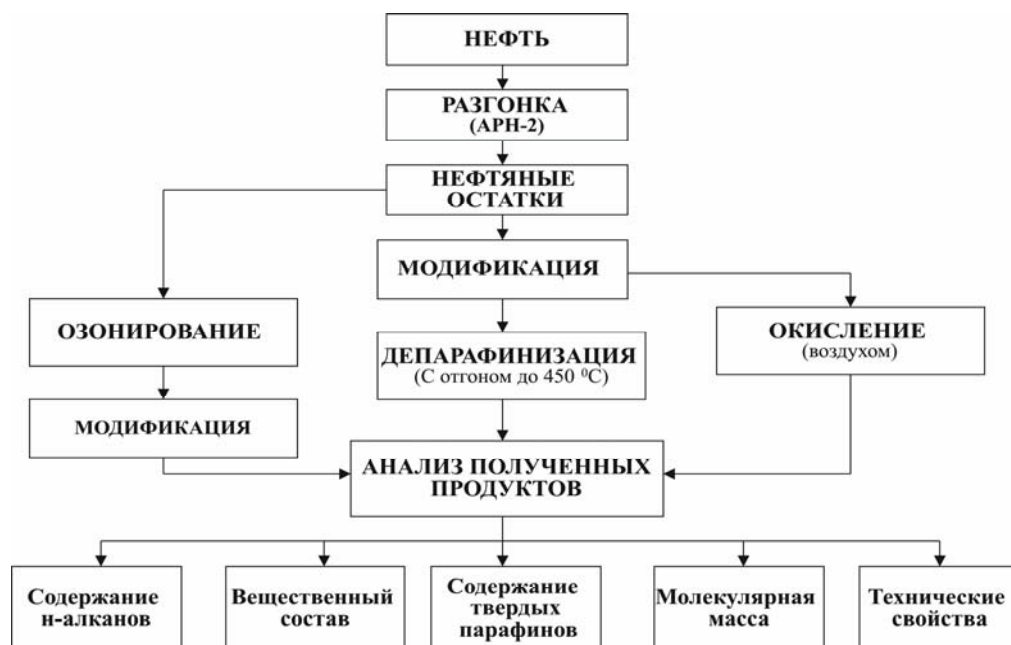 НЕФТЬ
РАЗГОНКА
(АРН-2)
НЕФТЯНЫЕ
ОСТАТКИ
МОДИФИКАЦИЯ
ОЗОНИРОВАНИЕ
ОКИСЛЕНИЕ
(воздухом)
ДЕПАРАФИНИЗАЦИЯ
(С отгоном до 450 ⁰С)
МОДИФИКАЦИЯ
АНАЛИЗ ПОЛУЧЕННЫХ
ПРОДУКТОВ
Содержание
н-алканов
Вещественный
состав
Содержание
твердых
парафинов
Молекулярная
масса
Технические
свойства